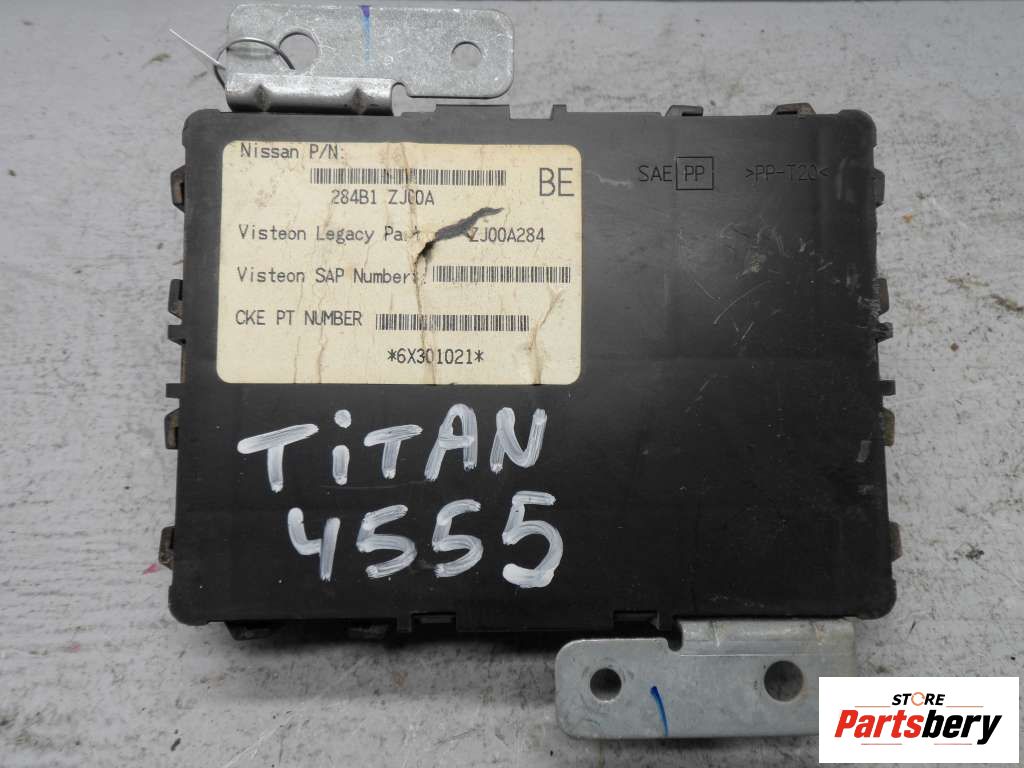 Nissan P/N:
284B1 ZJ00A
BE
Visteon Legacy Part ZJ00A284
Visteon SAP Number:
CKE PT NUMBER
*6X301021*
SAE PP >PP-T20<
TiTAN
4555
STORE
Partsbery